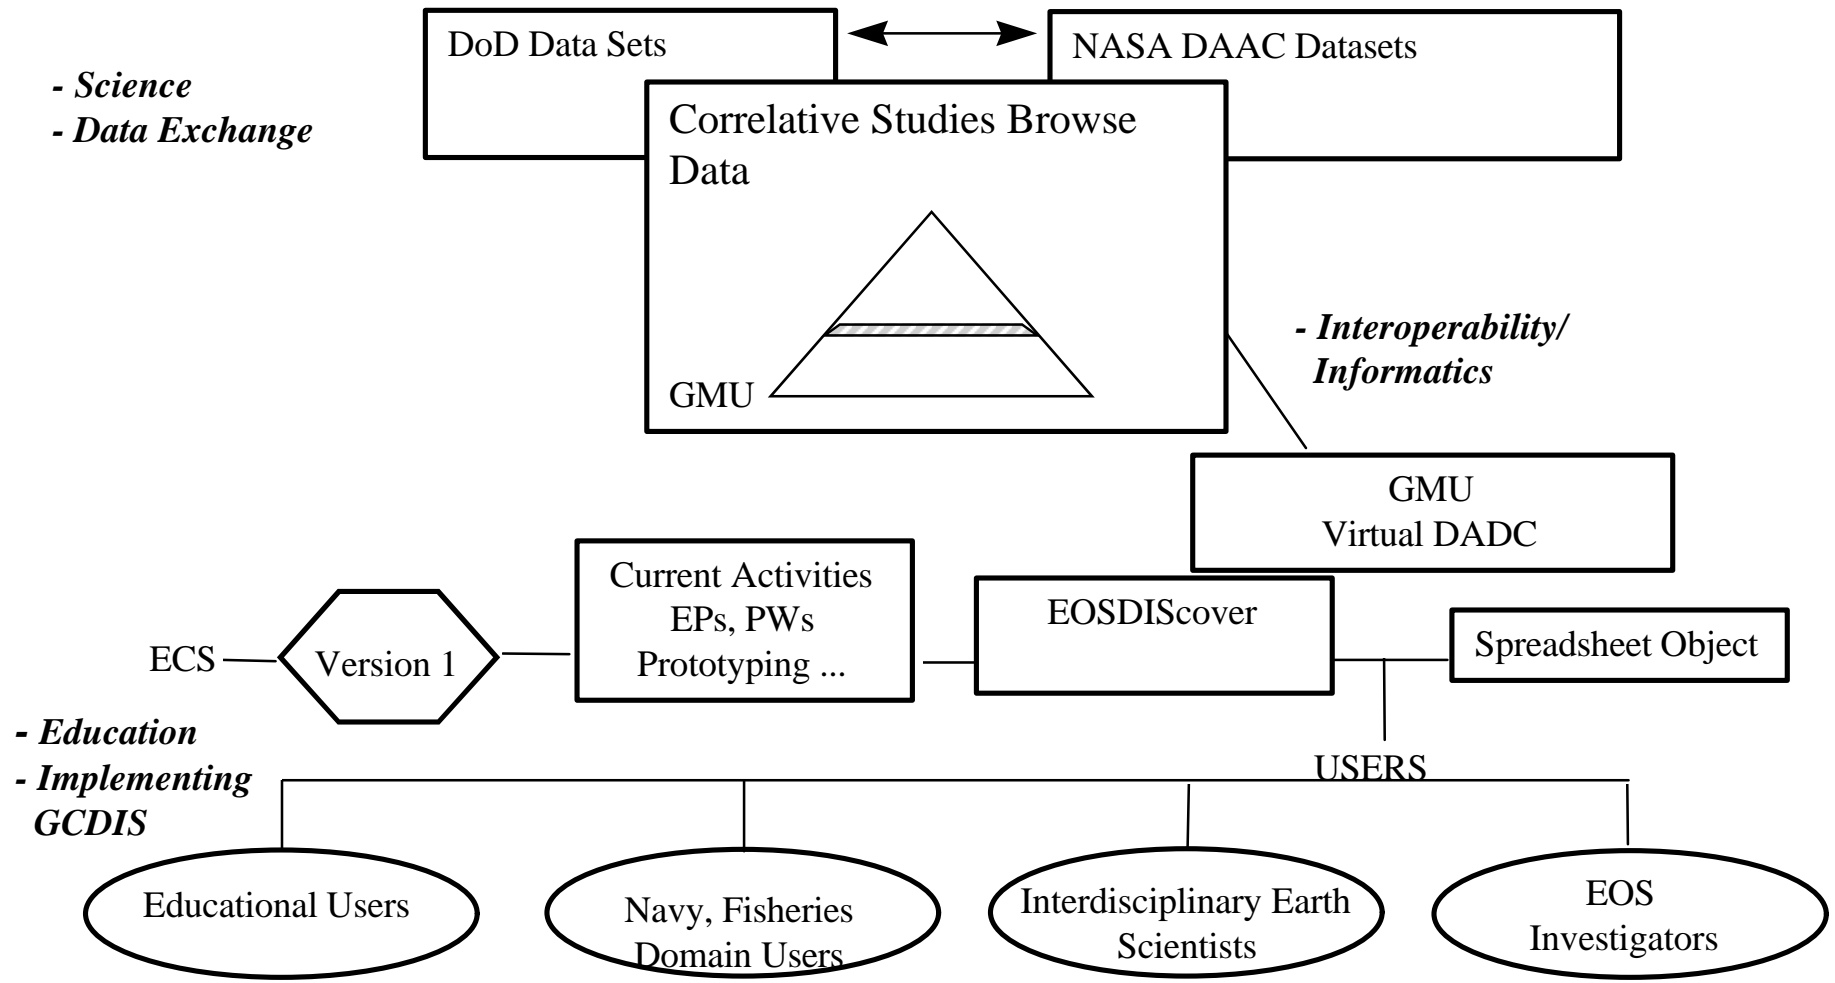 DoD Data Sets
NASA DAAC Datasets
- Science
- Data Exchange
Correlative Studies Browse
Data
GMU
- Interoperability/
Informatics
GMU
Virtual DADC
Current Activities
EPs, PWs
Prototyping ...
EOSDIScover
ECS
Version 1
Spreadsheet Object
- Education
- Implementing
GCDIS
USERS
Educational Users
Navy, Fisheries
Domain Users
Interdisciplinary Earth
Scientists
EOS
Investigators